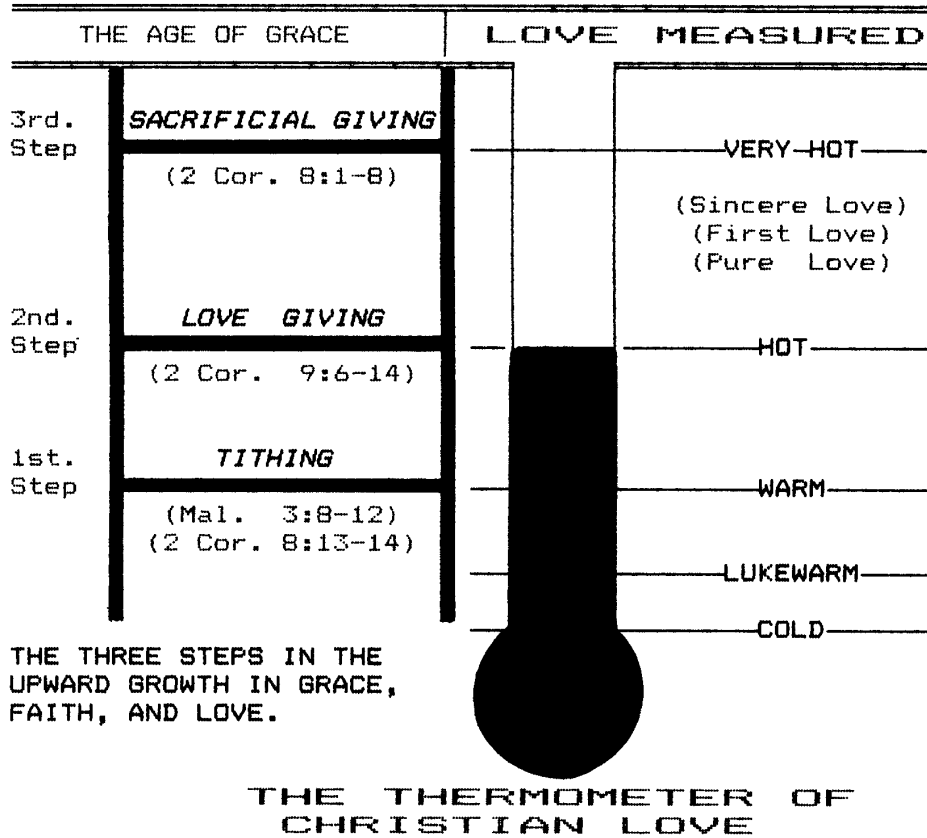 THE AGE OF GRACE
LOVE MEASURED
3rd.
Step
SACRIFICIAL GIVING
(2 Cor. 8:1-8)
VERY HOT
(Sincere Love)
(First Love)
(Pure Love)
2nd.
Step
LOVE GIVING
(2 Cor. 9:6-14)
HOT
1st.
Step
TITHING
(Mal. 3:8-12)
(2 Cor. 8:13-14)
WARM
LUKEWARM
COLD
THE THREE STEPS IN THE
UPWARD GROWTH IN GRACE,
FAITH, AND LOVE.
THE THERMOMETER OF
CHRISTIAN LOVE